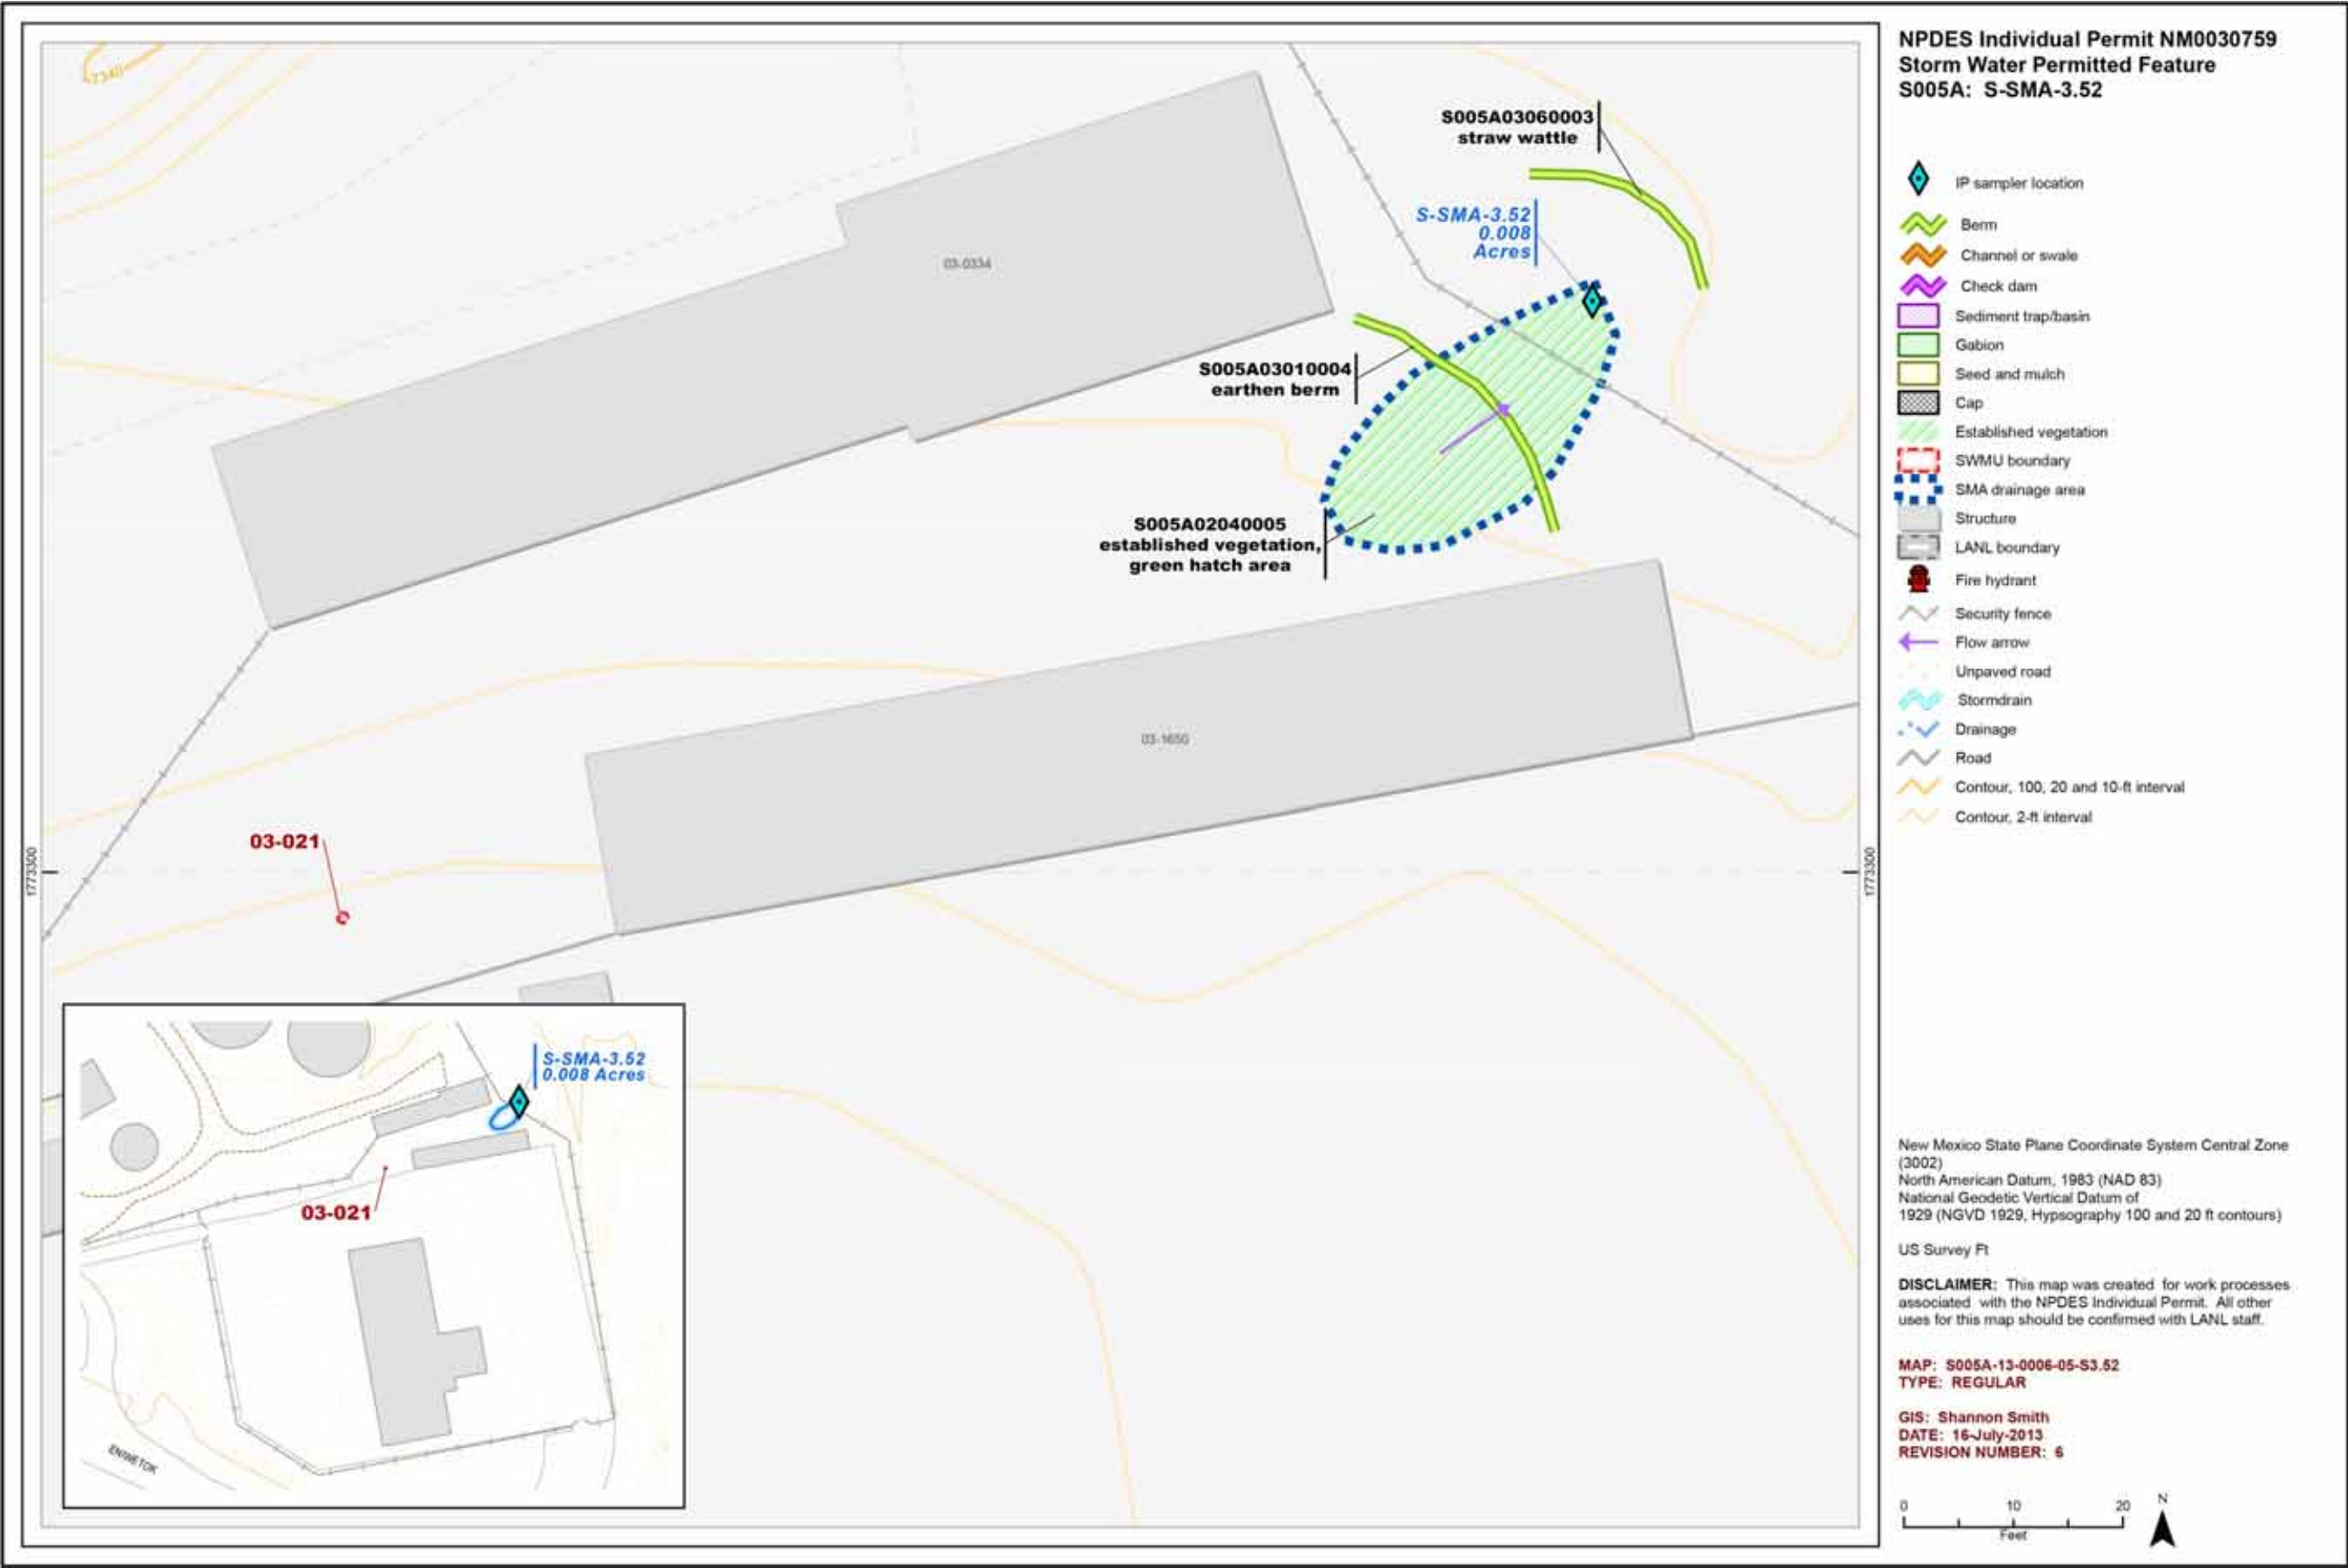 NPDES Individual Permit NM0030759
Storm Water Permitted Feature
S005A: S-SMA-3.52
7340
S005A03060003
straw wattle
S-SMA-3.52
0.008
Acres
03-0334
S005A03010004
earthen berm
S005A02040005
established vegetation,
green hatch area
03-1650
03-021
1773300
1773300
S-SMA-3.52
0.008 Acres
03-021
ENIWETOK
IP sampler location
Berm
Channel or swale
Check dam
Sediment trap/basin
Gabion
Seed and mulch
Cap
Established vegetation
SWMU boundary
SMA drainage area
Structure
LANL boundary
Fire hydrant
Security fence
Flow arrow
Unpaved road
Stormdrain
Drainage
Road
Contour, 100, 20 and 10-ft interval
Contour, 2-ft interval
New Mexico State Plane Coordinate System Central Zone
(3002)
North American Datum, 1983 (NAD 83)
National Geodetic Vertical Datum of
1929 (NGVD 1929, Hypsography 100 and 20 ft contours)
US Survey Ft
DISCLAIMER: This map was created for work processes
associated with the NPDES Individual Permit. All other
uses for this map should be confirmed with LANL staff.
MAP: S005A-13-0006-05-S3.52
TYPE: REGULAR
GIS: Shannon Smith
DATE: 16-July-2013
REVISION NUMBER: 6
0 10 20
Feet
N